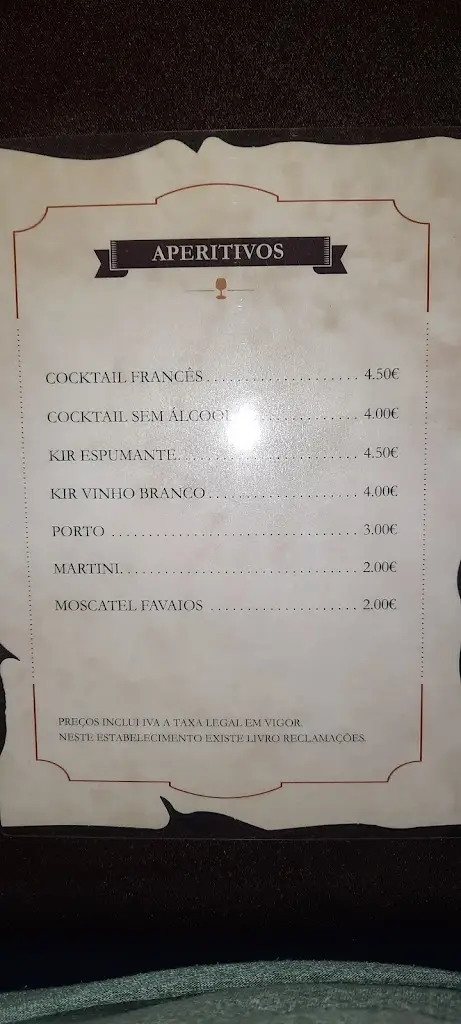 APERITIVOS
COCKTAIL FRANCÊS.................... 4.50€
COCKTAIL SEM ÁLCOOL.................... 4.00€
KIR ESPUMANTE.................... 4.50€
KIR VINHO BRANCO.................... 4.00€
PORTO .................... 3.00€
MARTINI.................... 2.00€
MOSCATEL FAVAIOS .................... 2.00€
PREÇOS INCLUI IVA A TAXA LEGAL EM VIGOR.
NESTE ESTABELECIMENTO EXISTE LIVRO RECLAMAÇÕES.